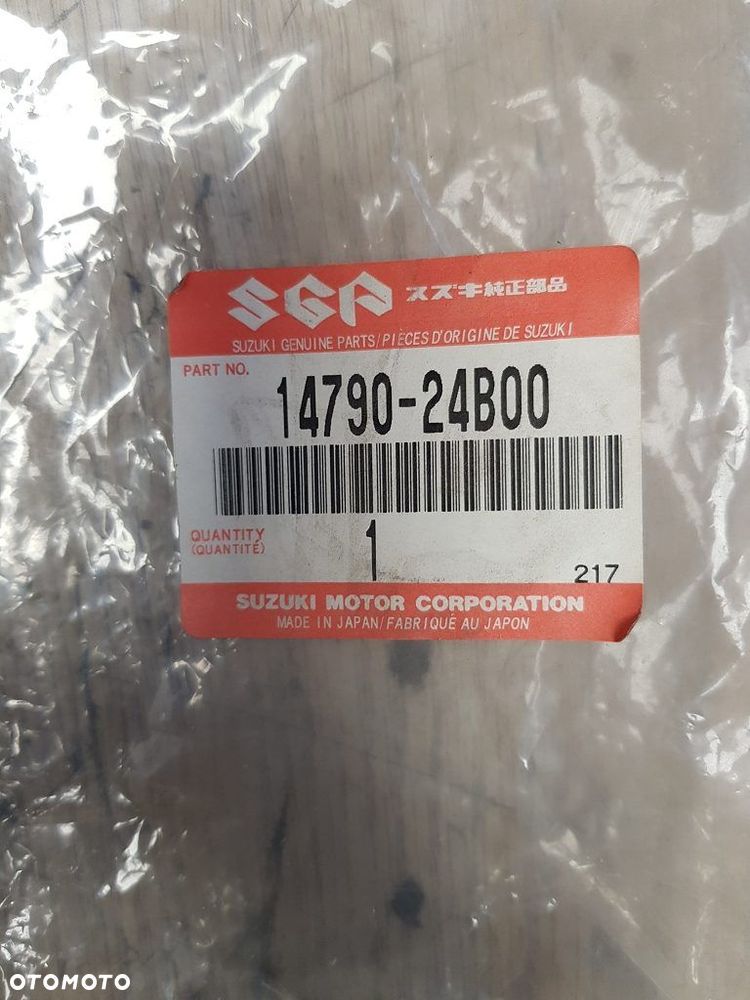 SGP スズキ純正部品
SUZUKI GENUINE PARTS/PIÈCES D'ORIGINE DE SUZUKI
PART NO.
14790-24B00
QUANTITY
(QUANTITÉ)
1
217
SUZUKI MOTOR CORPORATION
MADE IN JAPAN/FABRIQUÉ AU JAPON
OTOMOTO